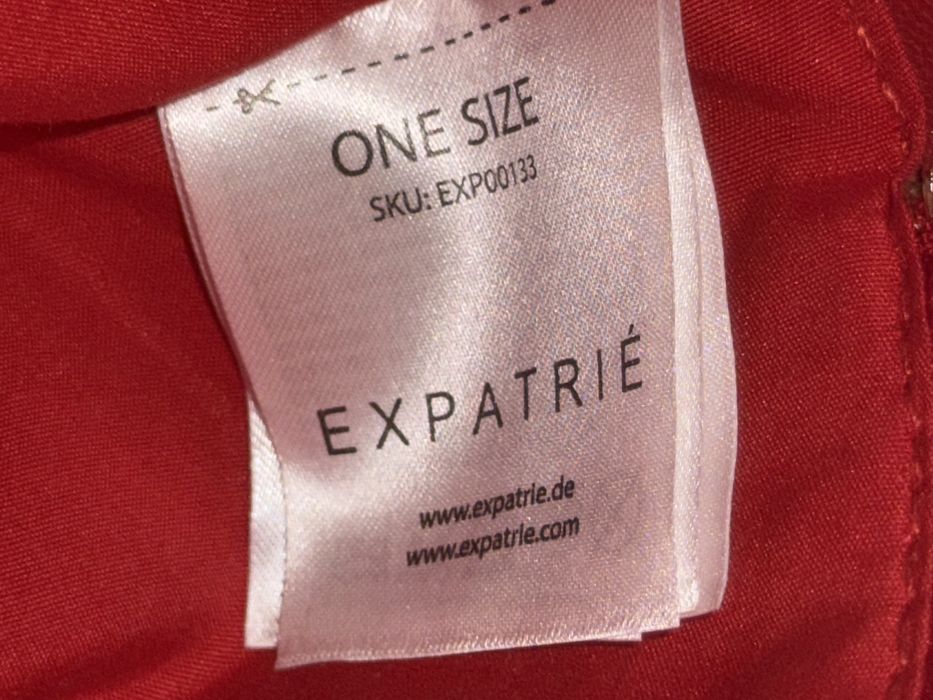 ONE SIZE
SKU: EXP00133
EXPATRIÉ
www.expatrie.de
www.expatrie.com